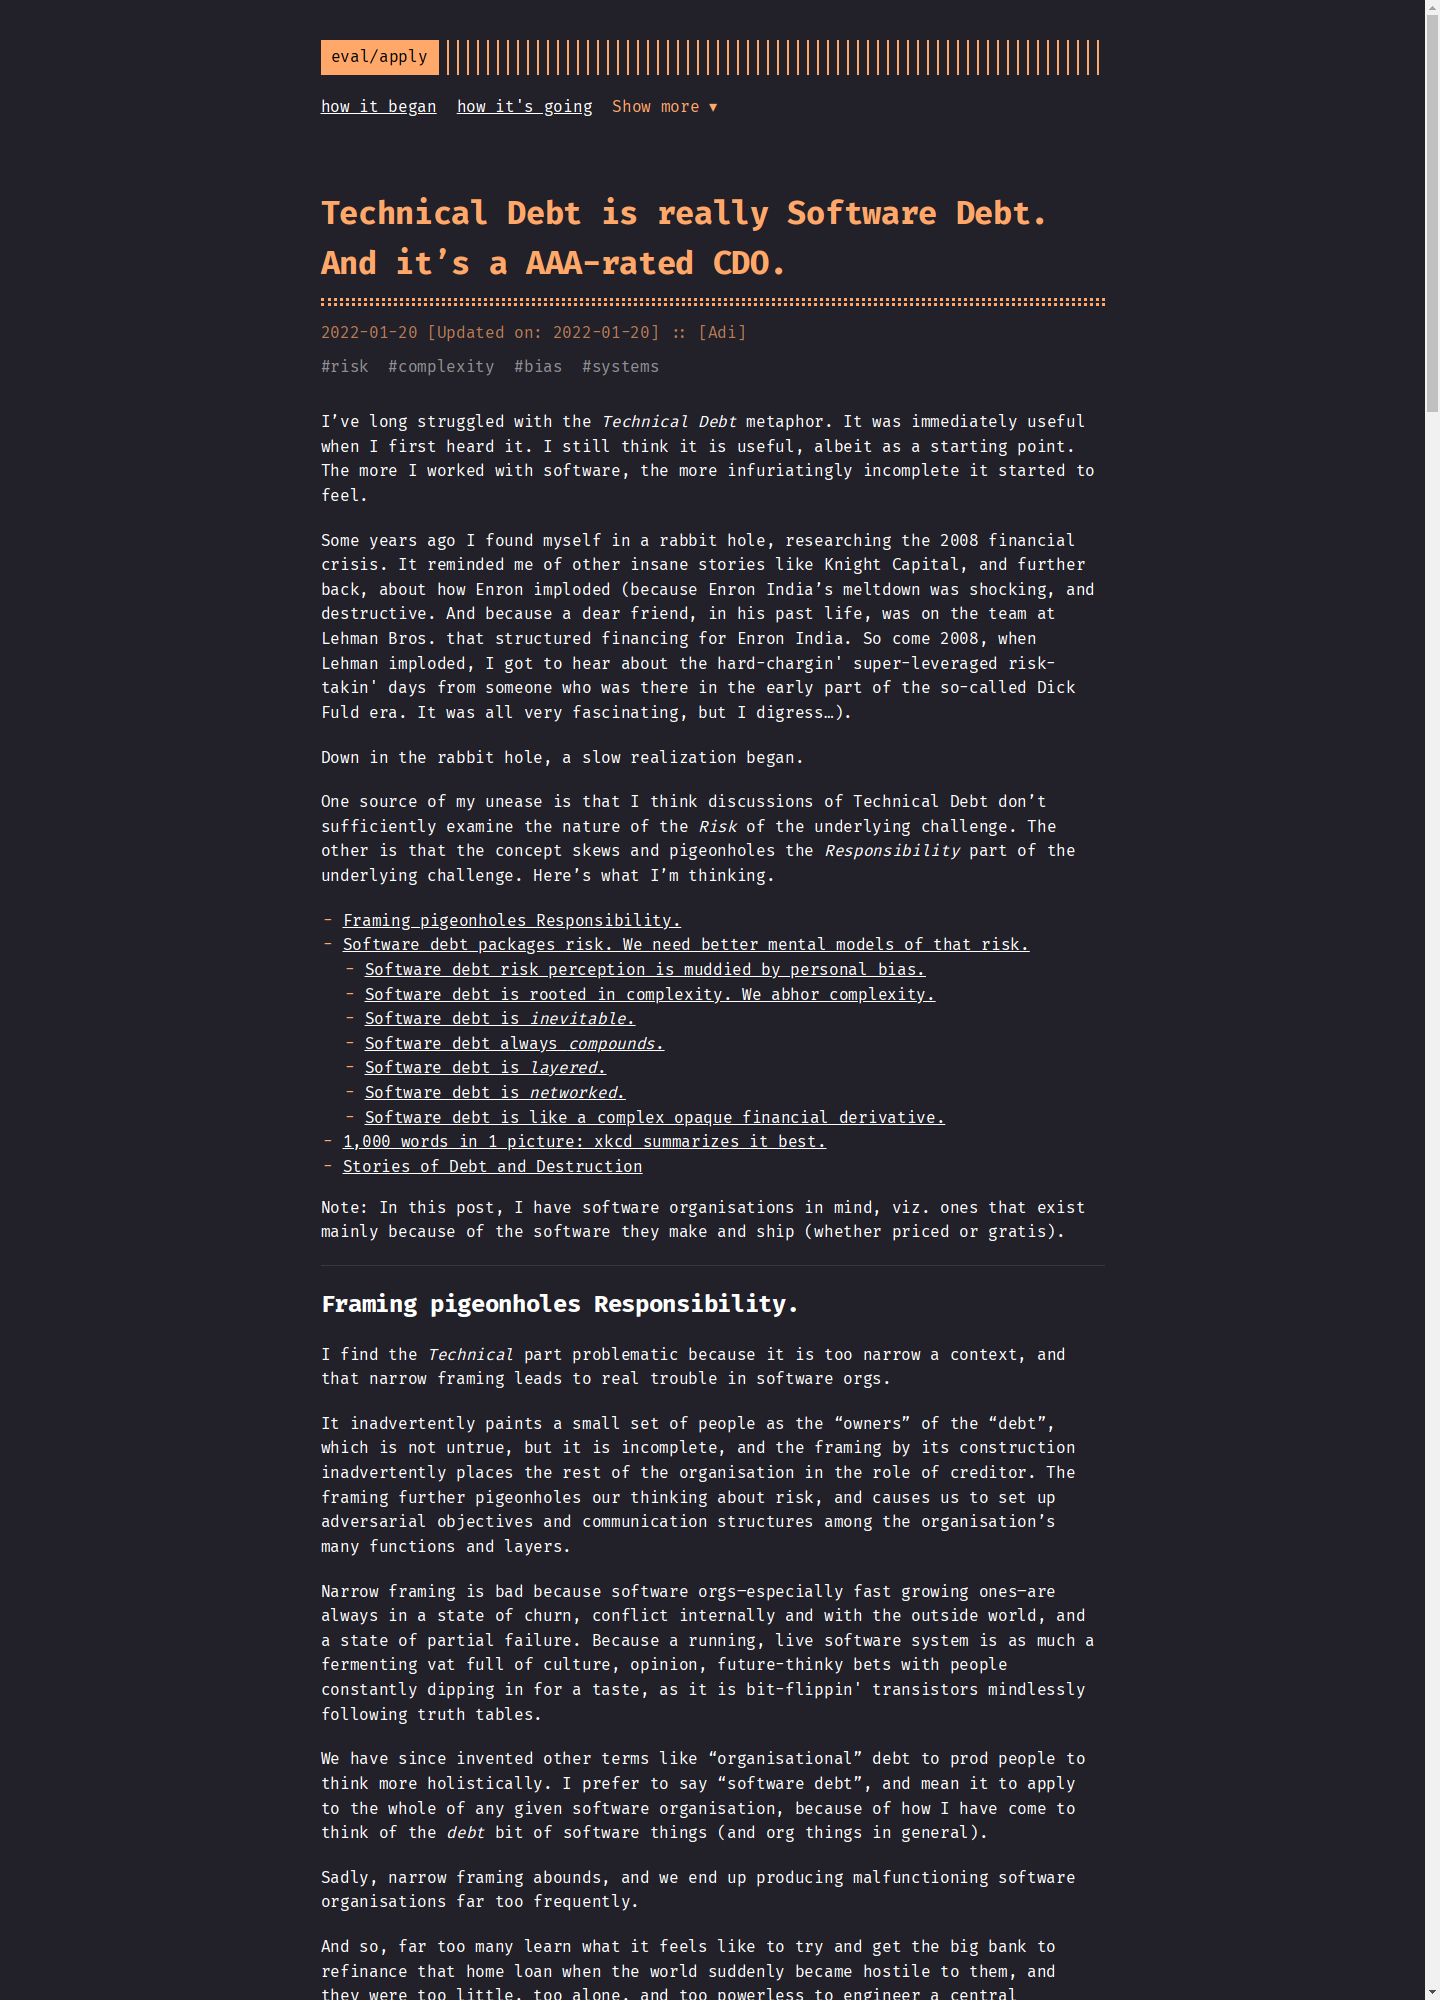 eval/apply
how it began how it's going Show more ▾
Technical Debt is really Software Debt.
And it’s a AAA-rated CDO.
2022-01-20 [Updated on: 2022-01-20] :: [Adi]
#risk #complexity #bias #systems
I’ve long struggled with the Technical Debt metaphor. It was immediately useful
when I first heard it. I still think it is useful, albeit as a starting point.
The more I worked with software, the more infuriatingly incomplete it started to
feel.
Some years ago I found myself in a rabbit hole, researching the 2008 financial
crisis. It reminded me of other insane stories like Knight Capital, and further
back, about how Enron imploded (because Enron India’s meltdown was shocking, and
destructive. And because a dear friend, in his past life, was on the team at
Lehman Bros. that structured financing for Enron India. So come 2008, when
Lehman imploded, I got to hear about the hard-chargin' super-leveraged risk-
takin' days from someone who was there in the early part of the so-called Dick
Fuld era. It was all very fascinating, but I digress…).
Down in the rabbit hole, a slow realization began.
One source of my unease is that I think discussions of Technical Debt don’t
sufficiently examine the nature of the Risk of the underlying challenge. The
other is that the concept skews and pigeonholes the Responsibility part of the
underlying challenge. Here’s what I’m thinking.
- Framing pigeonholes Responsibility.
- Software debt packages risk. We need better mental models of that risk.
- Software debt risk perception is muddied by personal bias.
- Software debt is rooted in complexity. We abhor complexity.
- Software debt is inevitable.
- Software debt always compounds.
- Software debt is layered.
- Software debt is networked.
- Software debt is like a complex opaque financial derivative.
- 1,000 words in 1 picture: xkcd summarizes it best.
- Stories of Debt and Destruction
Note: In this post, I have software organisations in mind, viz. ones that exist
mainly because of the software they make and ship (whether priced or gratis).
Framing pigeonholes Responsibility.
I find the Technical part problematic because it is too narrow a context, and
that narrow framing leads to real trouble in software orgs.
It inadvertently paints a small set of people as the “owners” of the “debt”,
which is not untrue, but it is incomplete, and the framing by its construction
inadvertently places the rest of the organisation in the role of creditor. The
framing further pigeonholes our thinking about risk, and causes us to set up
adversarial objectives and communication structures among the organisation’s
many functions and layers.
Narrow framing is bad because software orgs—especially fast growing ones—are
always in a state of churn, conflict internally and with the outside world, and
a state of partial failure. Because a running, live software system is as much a
fermenting vat full of culture, opinion, future-thinky bets with people
constantly dipping in for a taste, as it is bit-flippin' transistors mindlessly
following truth tables.
We have since invented other terms like “organisational” debt to prod people to
think more holistically. I prefer to say “software debt”, and mean it to apply
to the whole of any given software organisation, because of how I have come to
think of the debt bit of software things (and org things in general).
Sadly, narrow framing abounds, and we end up producing malfunctioning software
organisations far too frequently.
And so, far too many learn what it feels like to try and get the big bank to
refinance that home loan when the world suddenly became hostile to them, and
they were too little, too alone, and too powerless to engineer a central